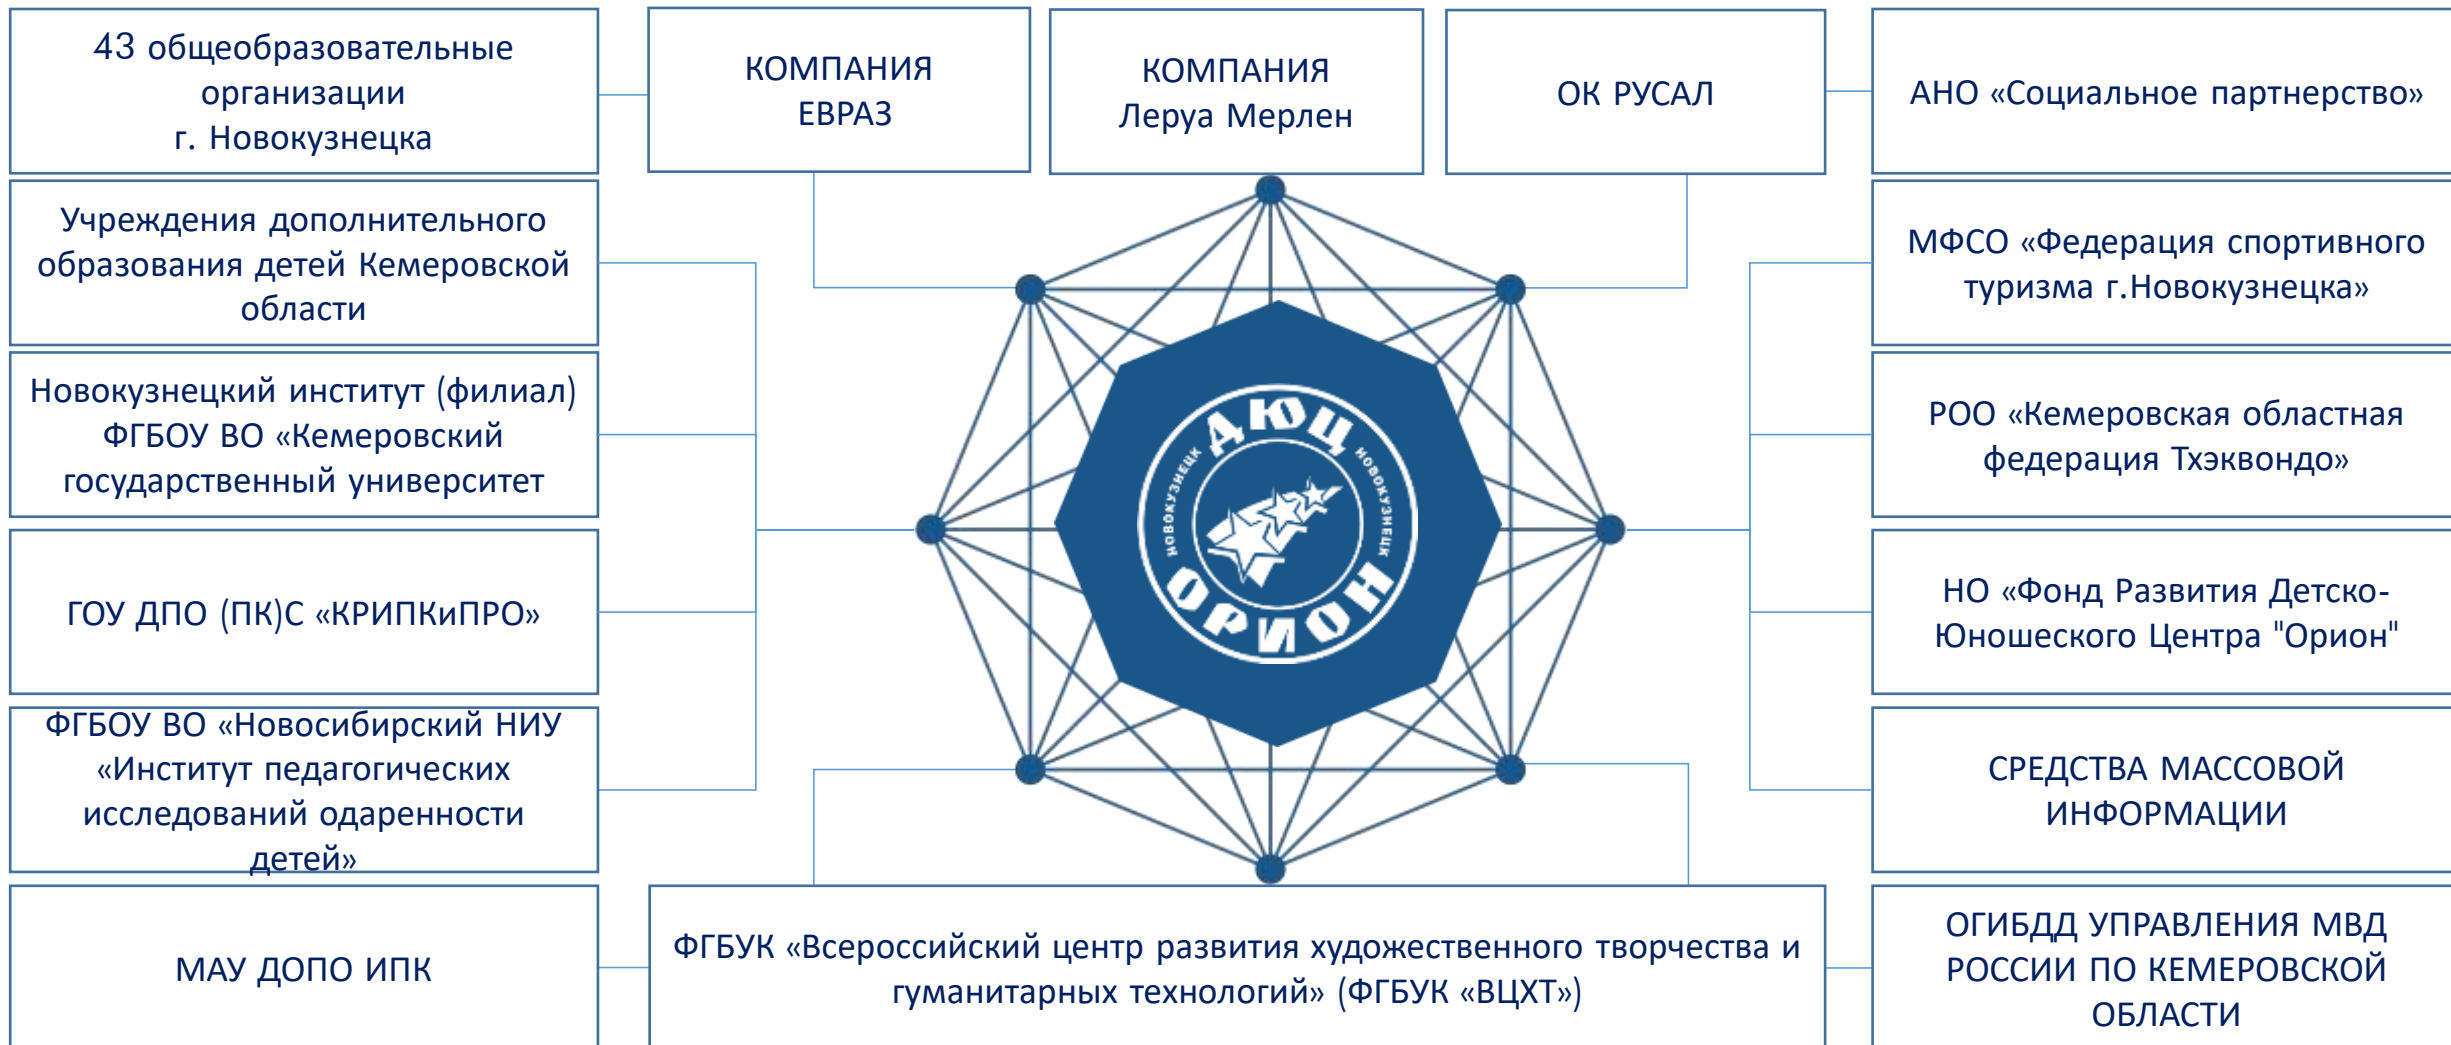 43 общеобразовательные
организации
г. Новокузнецка
КОМПАНИЯ
ЕВРАЗ
КОМПАНИЯ
Леруа Мерлен
ОК РУСАЛ
АНО «Социальное партнерство»
Учреждения дополнительного
образования детей Кемеровской
области
МФСО «Федерация спортивного
туризма г.Новокузнецка»
Новокузнецкий институт (филиал)
ФГБОУ ВО «Кемеровский
государственный университет
РОО «Кемеровская областная
федерация Тхэквондо»
ДЮЦ
НОВОКУЗНЕЦК
НОВОКУЗНЕЦК
ОРИОН
ГОУ ДПО (ПК)С «КРИПКиПРО»
НО «Фонд Развития Детско-
Юношеского Центра "Орион"
ФГБОУ ВО «Новосибирский НИУ
«Институт педагогических
исследований одаренности
детей»
СРЕДСТВА МАССОВОЙ
ИНФОРМАЦИИ
МАУ ДОПО ИПК
ФГБУК «Всероссийский центр развития художественного творчества и
гуманитарных технологий» (ФГБУК «ВЦХТ»)
ОГИБДД УПРАВЛЕНИЯ МВД
РОССИИ ПО КЕМЕРОВСКОЙ
ОБЛАСТИ